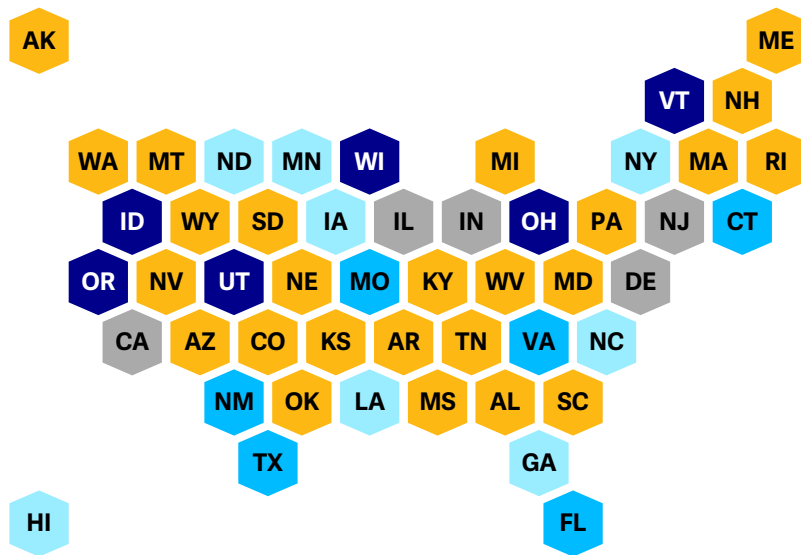 AK ME
VT NH
WA MT ND MN WI MI NY MA RI
ID WY SD IA IL IN OH PA NJ CT
OR NV UT NE MO KY WV MD DE
CA AZ CO KS AR TN VA NC
NM OK LA MS AL SC
TX GA
HI FL